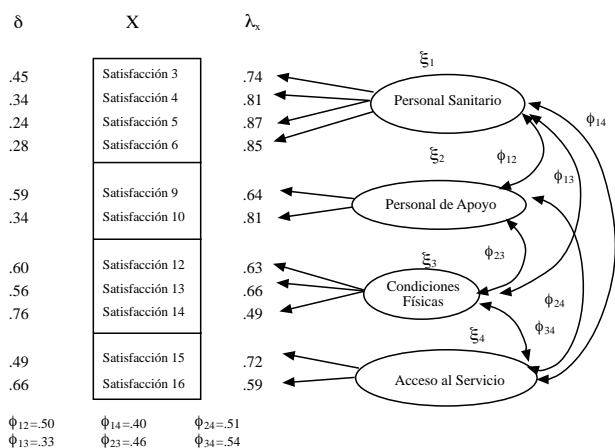 δ X λx
ξ1
.45 Satisfacción 3 .74
.34 Satisfacción 4 .81 Personal Sanitario
.24 Satisfacción 5 .87
.28 Satisfacción 6 .85
ϕ14
ξ2 ϕ12
ϕ13
.59 Satisfacción 9 .64
.34 Satisfacción 10 .81 Personal de Apoyo
ξ3 ϕ23
.60 Satisfacción 12 .63
.56 Satisfacción 13 .66 Condiciones
.76 Satisfacción 14 .49 Físicas
ϕ24
ξ4 ϕ34
.49 Satisfacción 15 .72
.66 Satisfacción 16 .59 Acceso al Servicio
ϕ12=.50 ϕ14=.40 ϕ24=.51
ϕ13=.33 ϕ23=.46 ϕ34=.54